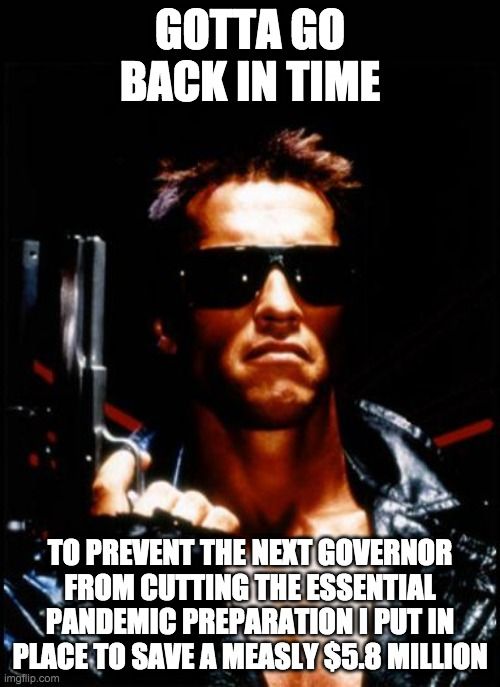 GOTTA GO
BACK IN TIME
TO PREVENT THE NEXT GOVERNOR
FROM CUTTING THE ESSENTIAL
PANDEMIC PREPARATION I PUT IN
PLACE TO SAVE A MEASLY $5.8 MILLION
imgflip.com